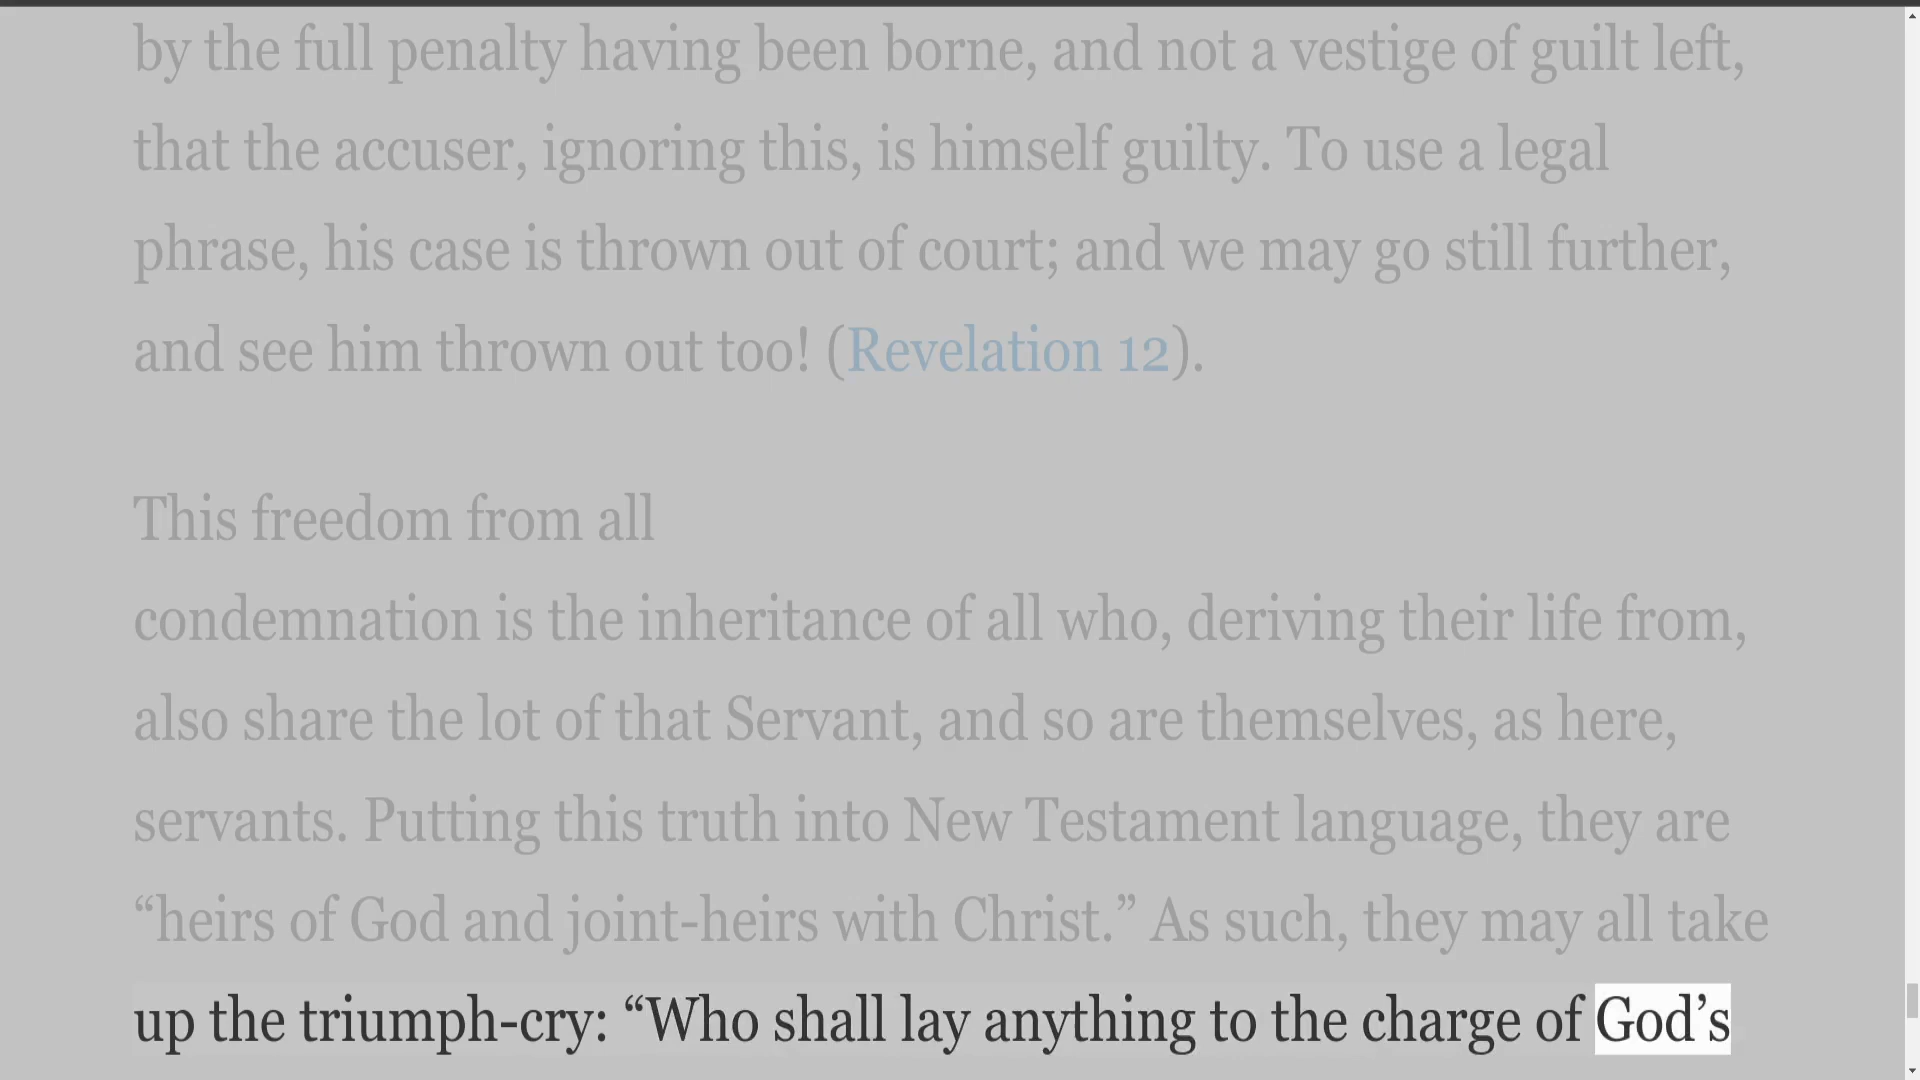 by the full penalty having been borne, and not a vestige of guilt left,
that the accuser, ignoring this, is himself guilty. To use a legal
phrase, his case is thrown out of court; and we may go still further,
and see him thrown out too! (Revelation 12).
This freedom from all
condemnation is the inheritance of all who, deriving their life from,
also share the lot of that Servant, and so are themselves, as here,
servants. Putting this truth into New Testament language, they are
“heirs of God and joint-heirs with Christ.” As such, they may all take
up the triumph-cry: “Who shall lay anything to the charge of God’s